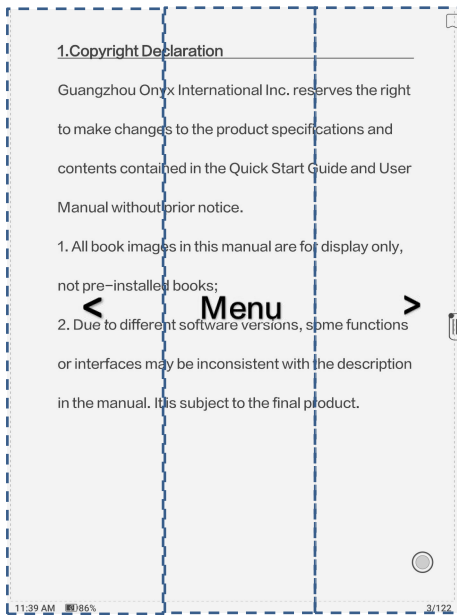 1.Copyright Declaration
Guangzhou Onyx International Inc. reserves the right
to make changes to the product specifications and
contents contained in the Quick Start Guide and User
Manual without prior notice.
1. All book images in this manual are for display only,
not pre-installed books;
< Menu >
2. Due to different software versions, some functions
or interfaces may be inconsistent with the description
in the manual. It is subject to the final product.
11:39 AM 86% 3/122